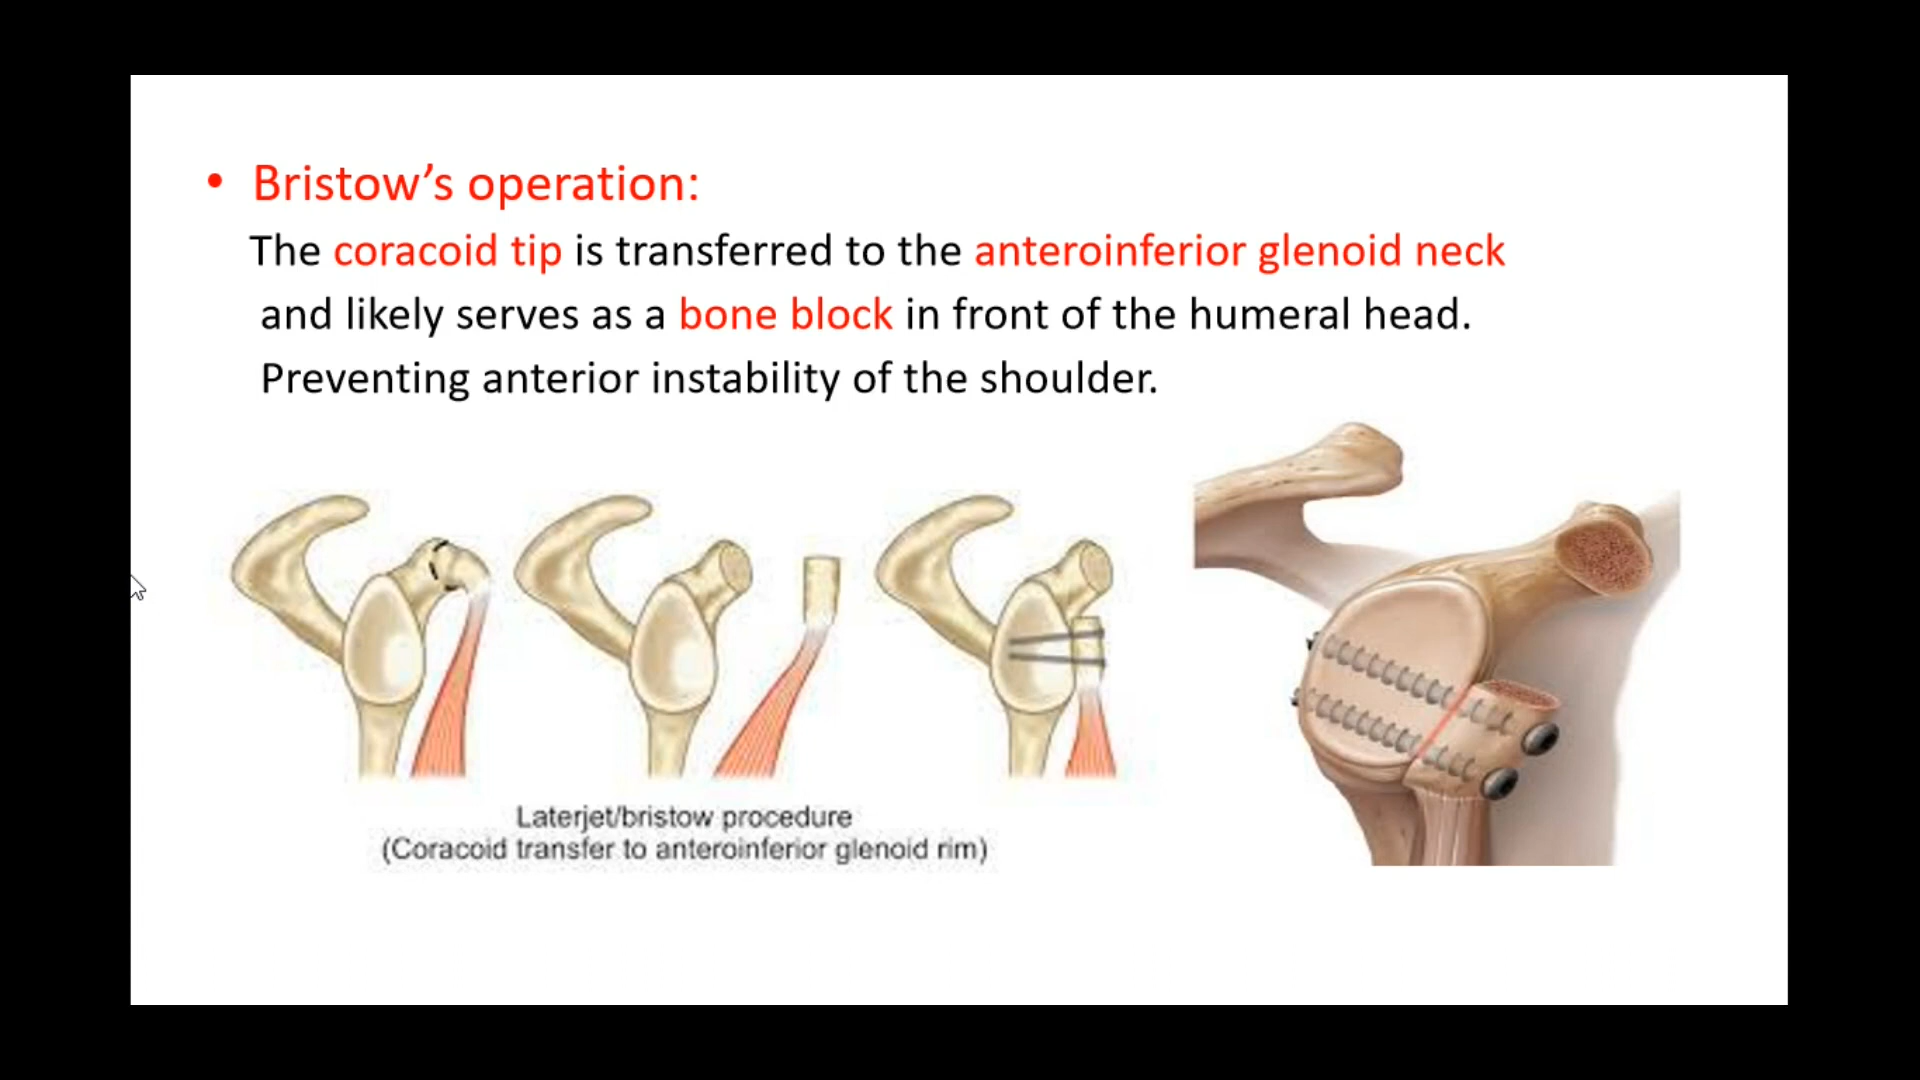 • Bristow’s operation:
The coracoid tip is transferred to the anteroinferior glenoid neck
and likely serves as a bone block in front of the humeral head.
Preventing anterior instability of the shoulder.
Laterjet/bristow procedure
(Coracoid transfer to anteroinferior glenoid rim)